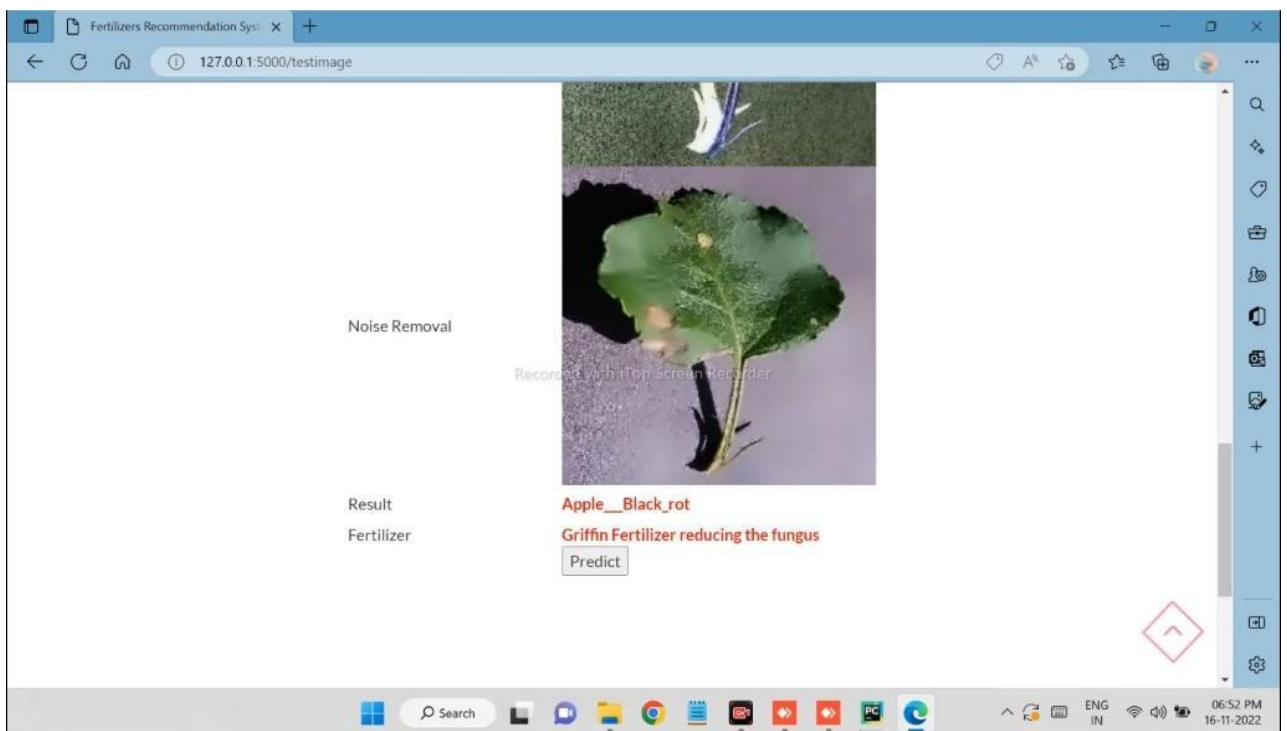 Fertilizers Recommendation Syst
127.0.0.1:5000/testimage
Noise Removal
Recorded with iTop Screen Recorder
Result
Apple__Black_rot
Fertilizer
Griffin Fertilizer reducing the fungus
Predict
Search
PC
ENG
IN
06:52 PM
16-11-2022